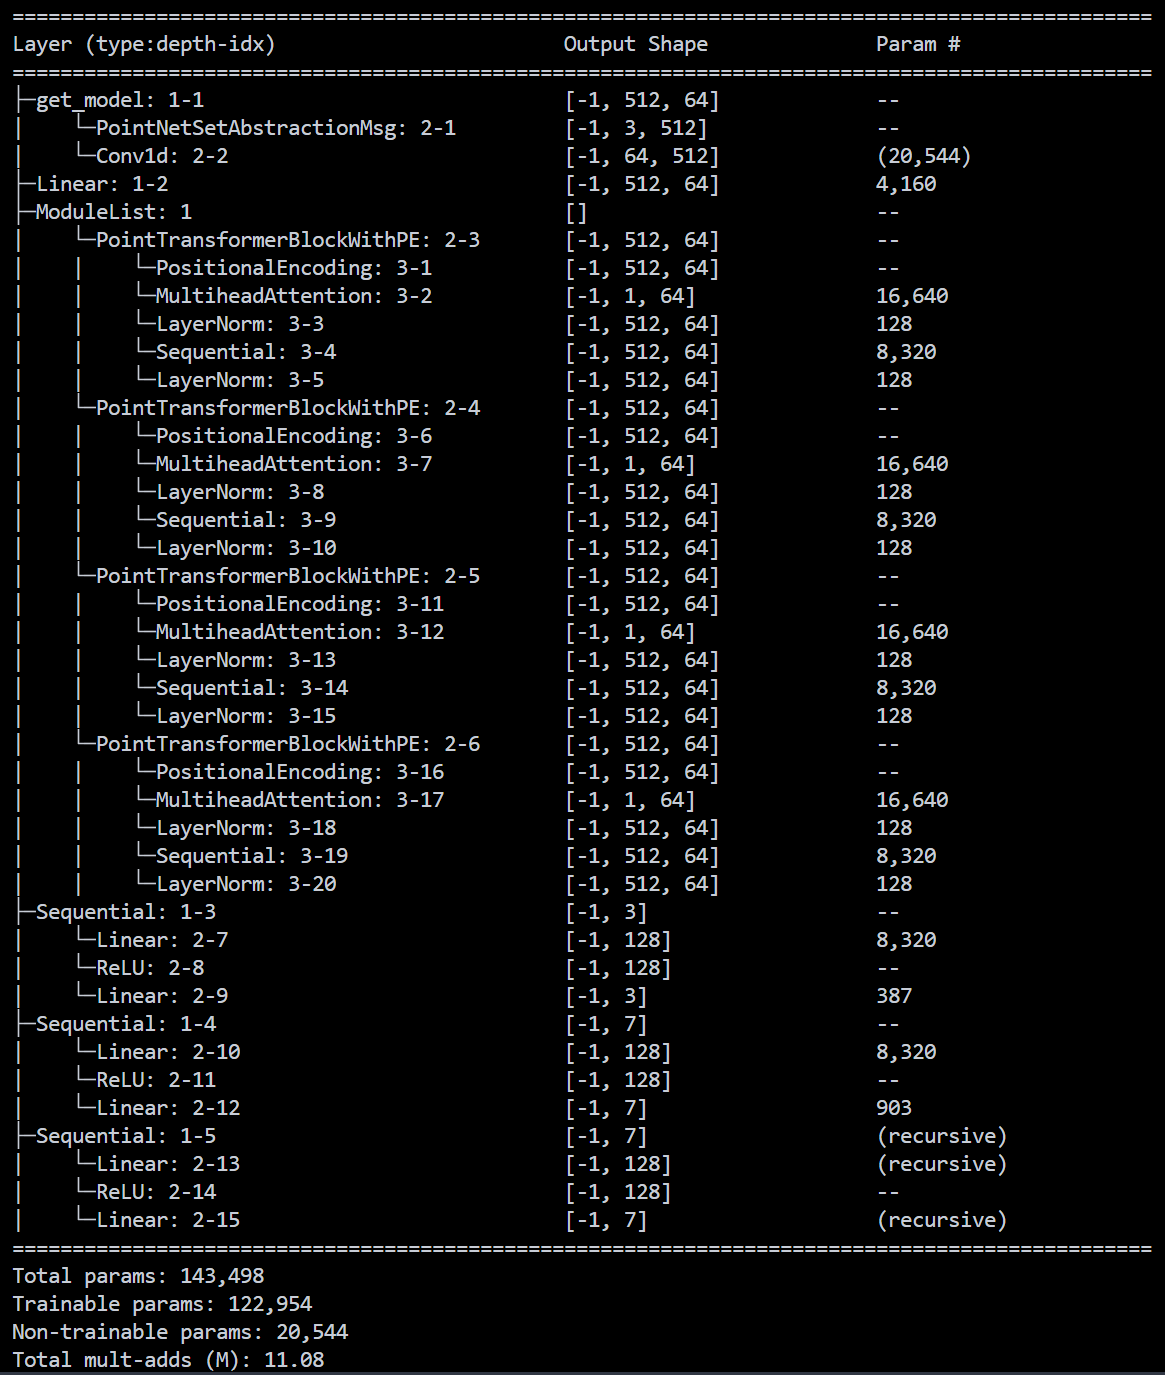 ===============================================================================================
Layer (type:depth-idx)                        Output Shape              Param #
===============================================================================================
├─get_model: 1-1                              [-1, 512, 64]             --
|    └─PointNetSetAbstractionMsg: 2-1         [-1, 3, 512]              --
|    └─Conv1d: 2-2                            [-1, 64, 512]             (20,544)
├─Linear: 1-2                                 [-1, 512, 64]             4,160
├─ModuleList: 1                               []                        --
|    └─PointTransformerBlockWithPE: 2-3       [-1, 512, 64]             --
|    |    └─PositionalEncoding: 3-1           [-1, 512, 64]             --
|    |    └─MultiheadAttention: 3-2           [-1, 1, 64]               16,640
|    |    └─LayerNorm: 3-3                    [-1, 512, 64]             128
|    |    └─Sequential: 3-4                   [-1, 512, 64]             8,320
|    |    └─LayerNorm: 3-5                    [-1, 512, 64]             128
|    └─PointTransformerBlockWithPE: 2-4       [-1, 512, 64]             --
|    |    └─PositionalEncoding: 3-6           [-1, 512, 64]             --
|    |    └─MultiheadAttention: 3-7           [-1, 1, 64]               16,640
|    |    └─LayerNorm: 3-8                    [-1, 512, 64]             128
|    |    └─Sequential: 3-9                   [-1, 512, 64]             8,320
|    |    └─LayerNorm: 3-10                   [-1, 512, 64]             128
|    └─PointTransformerBlockWithPE: 2-5       [-1, 512, 64]             --
|    |    └─PositionalEncoding: 3-11          [-1, 512, 64]             --
|    |    └─MultiheadAttention: 3-12          [-1, 1, 64]               16,640
|    |    └─LayerNorm: 3-13                   [-1, 512, 64]             128
|    |    └─Sequential: 3-14                  [-1, 512, 64]             8,320
|    |    └─LayerNorm: 3-15                   [-1, 512, 64]             128
|    └─PointTransformerBlockWithPE: 2-6       [-1, 512, 64]             --
|    |    └─PositionalEncoding: 3-16          [-1, 512, 64]             --
|    |    └─MultiheadAttention: 3-17          [-1, 1, 64]               16,640
|    |    └─LayerNorm: 3-18                   [-1, 512, 64]             128
|    |    └─Sequential: 3-19                  [-1, 512, 64]             8,320
|    |    └─LayerNorm: 3-20                   [-1, 512, 64]             128
├─Sequential: 1-3                             [-1, 3]                   --
|    └─Linear: 2-7                            [-1, 128]                 8,320
|    └─ReLU: 2-8                              [-1, 128]                 --
|    └─Linear: 2-9                            [-1, 3]                   387
├─Sequential: 1-4                             [-1, 7]                   --
|    └─Linear: 2-10                           [-1, 128]                 8,320
|    └─ReLU: 2-11                             [-1, 128]                 --
|    └─Linear: 2-12                           [-1, 7]                   903
├─Sequential: 1-5                             [-1, 7]                   (recursive)
|    └─Linear: 2-13                           [-1, 128]                 (recursive)
|    └─ReLU: 2-14                             [-1, 128]                 --
|    └─Linear: 2-15                           [-1, 7]                   (recursive)
===============================================================================================
Total params: 143,498
Trainable params: 122,954
Non-trainable params: 20,544
Total mult-adds (M): 11.08